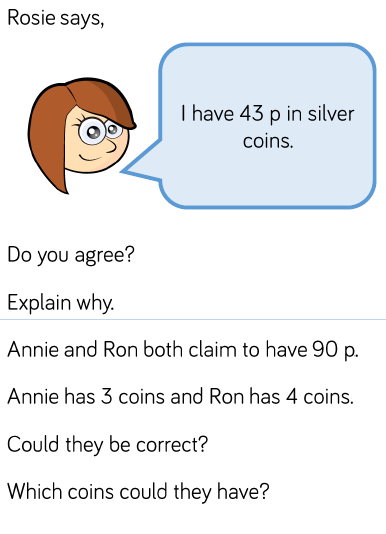 Rosie says,
I have 43 p in silver
coins.
Do you agree?
Explain why.
Annie and Ron both claim to have 90 p.
Annie has 3 coins and Ron has 4 coins.
Could they be correct?
Which coins could they have?